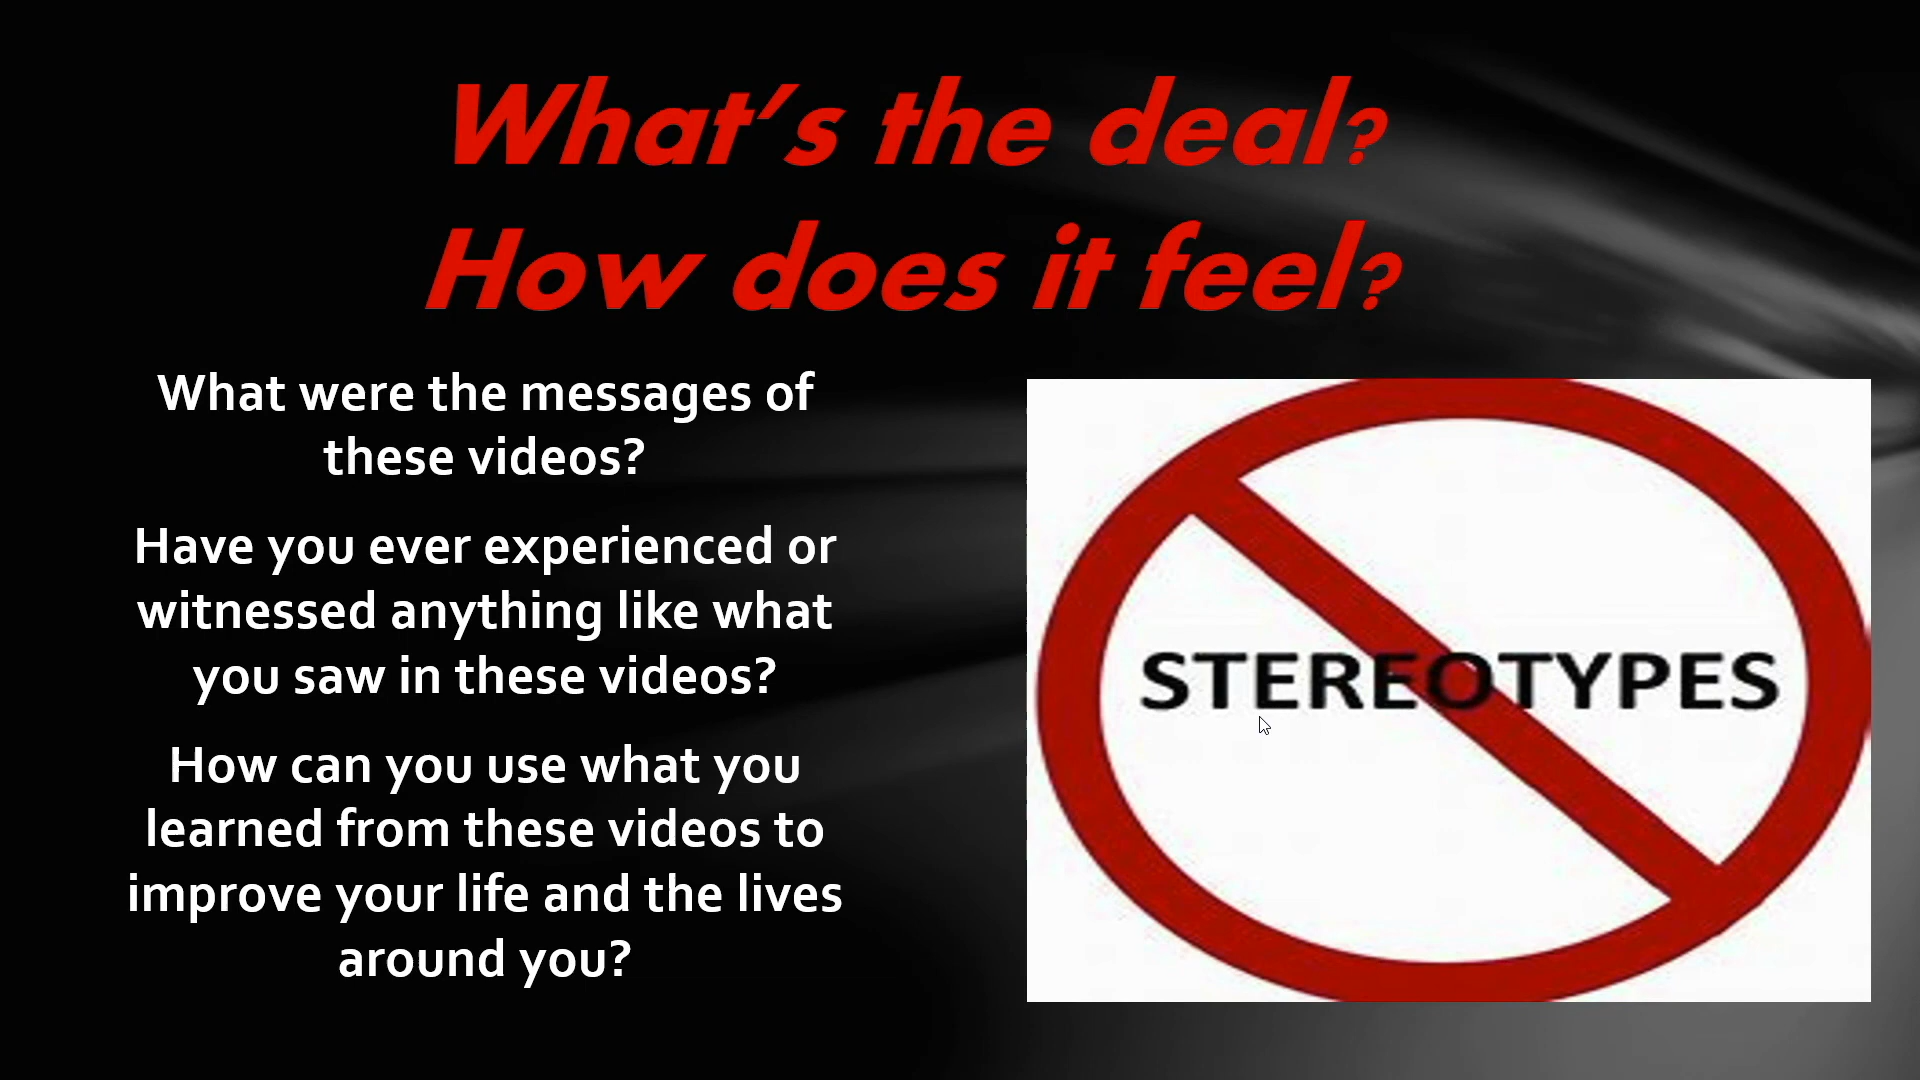 What’s the deal?
How does it feel?
What were the messages of
these videos?
Have you ever experienced or
witnessed anything like what
you saw in these videos?
How can you use what you
learned from these videos to
improve your life and the lives
around you?
STEREOTYPES